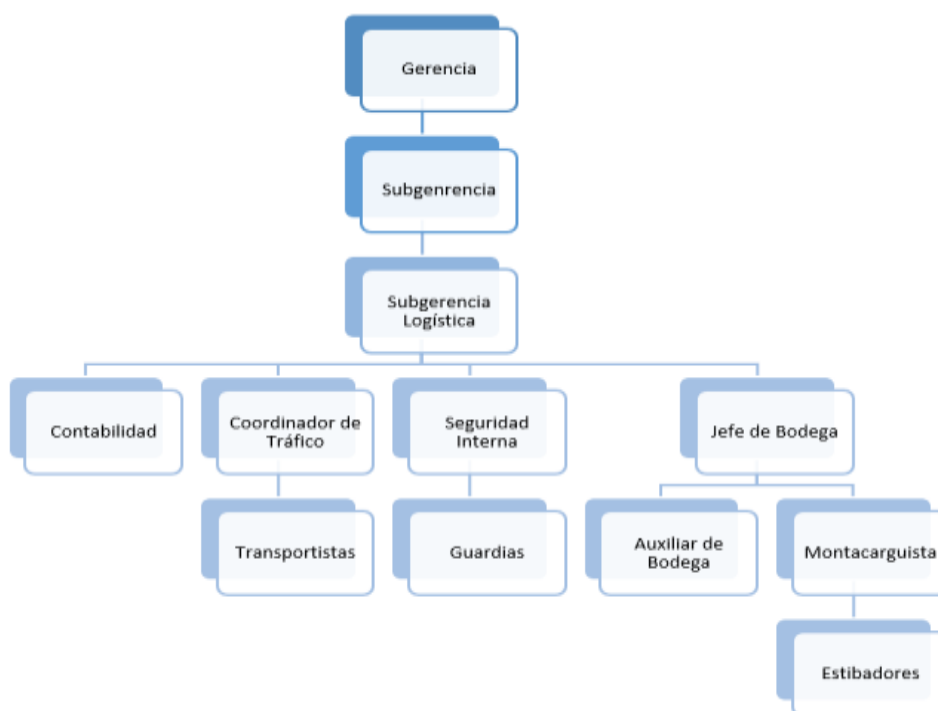 Gerencia
Subgenrencia
Subgerencia
Logística
Contabilidad
Coordinador de
Tráfico
Seguridad
Interna
Jefe de Bodega
Transportistas
Guardias
Auxiliar de
Bodega
Montacarguista
Estibadores